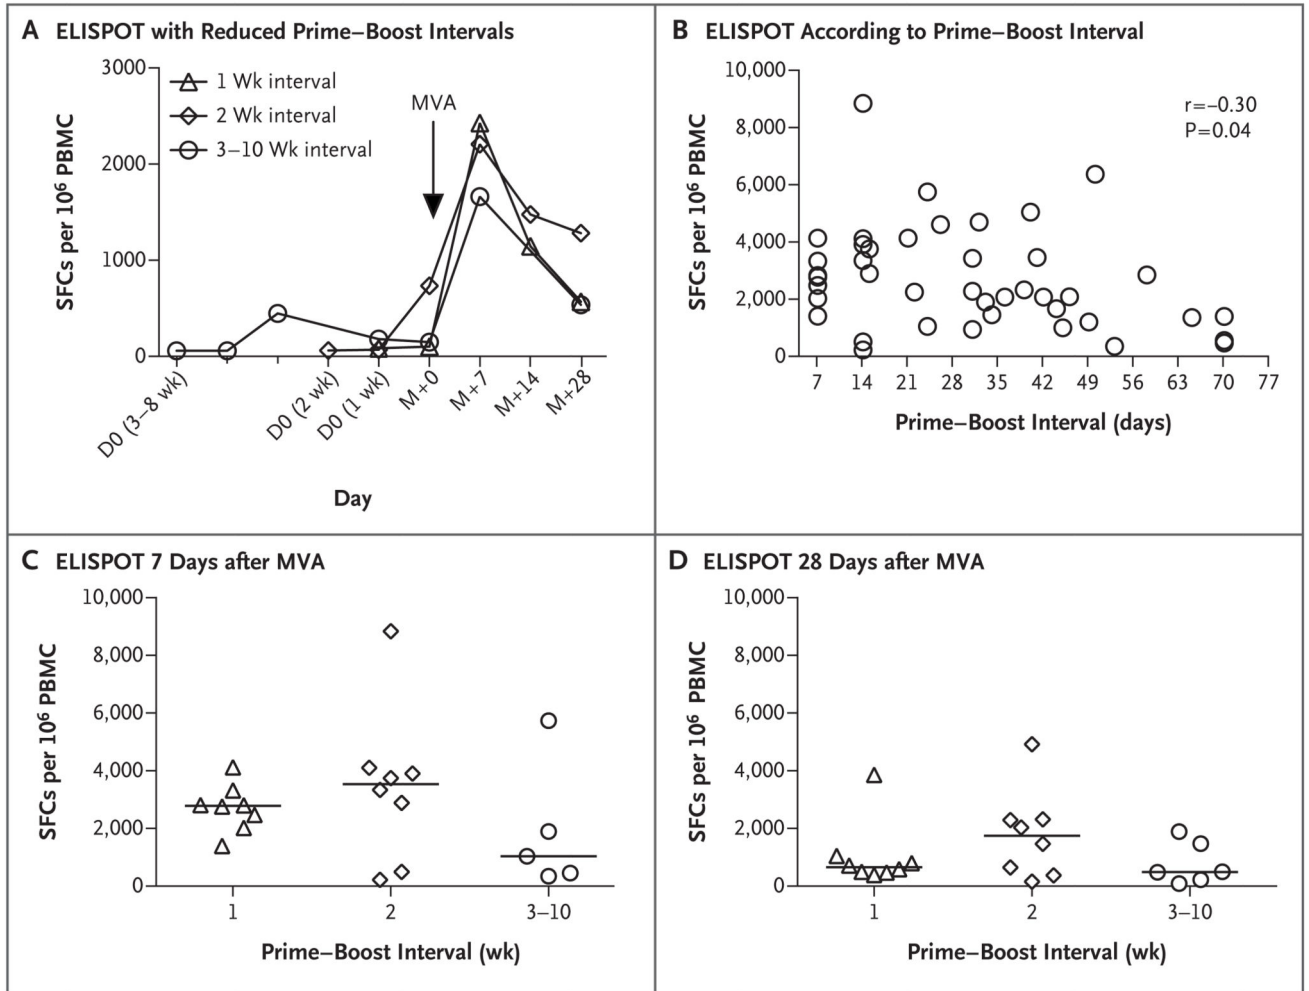 A ELISPOT with Reduced Prime–Boost Intervals
3000
2000
1000
0
SFCs per 10⁶ PBMC
1 Wk interval
2 Wk interval
3–10 Wk interval
MVA
D0 (3–8 wk)
D0 (2 wk)
D0 (1 wk)
M+0
M+7
M+14
M+28
Day
B ELISPOT According to Prime–Boost Interval
10,000
8,000
6,000
4,000
2,000
0
SFCs per 10⁶ PBMC
r=–0.30
P=0.04
7 14 21 28 35 42 49 56 63 70 77
Prime–Boost Interval (days)
C ELISPOT 7 Days after MVA
10,000
8,000
6,000
4,000
2,000
0
SFCs per 10⁶ PBMC
1 2 3–10
Prime–Boost Interval (wk)
D ELISPOT 28 Days after MVA
10,000
8,000
6,000
4,000
2,000
0
SFCs per 10⁶ PBMC
1 2 3–10
Prime–Boost Interval (wk)